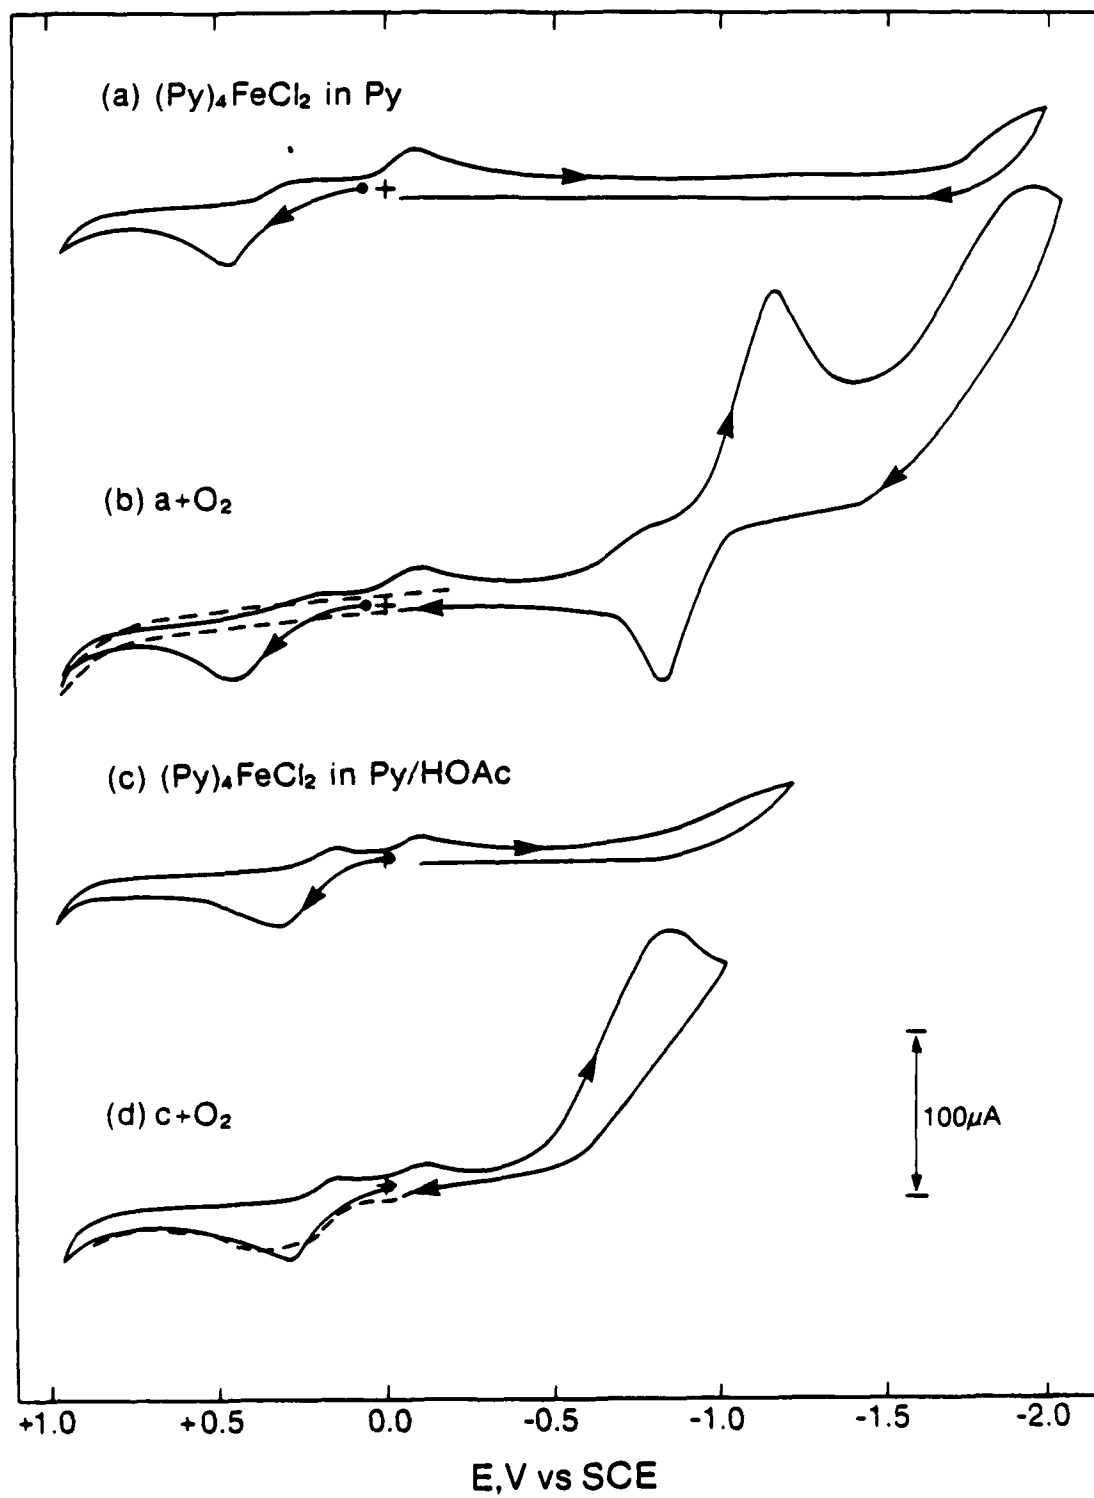 (a) (Py)₄FeCl₂ in Py
(b) a+O₂
(c) (Py)₄FeCl₂ in Py/HOAc
(d) c+O₂
100μA
+1.0 +0.5 0.0 -0.5 -1.0 -1.5 -2.0
E,V vs SCE